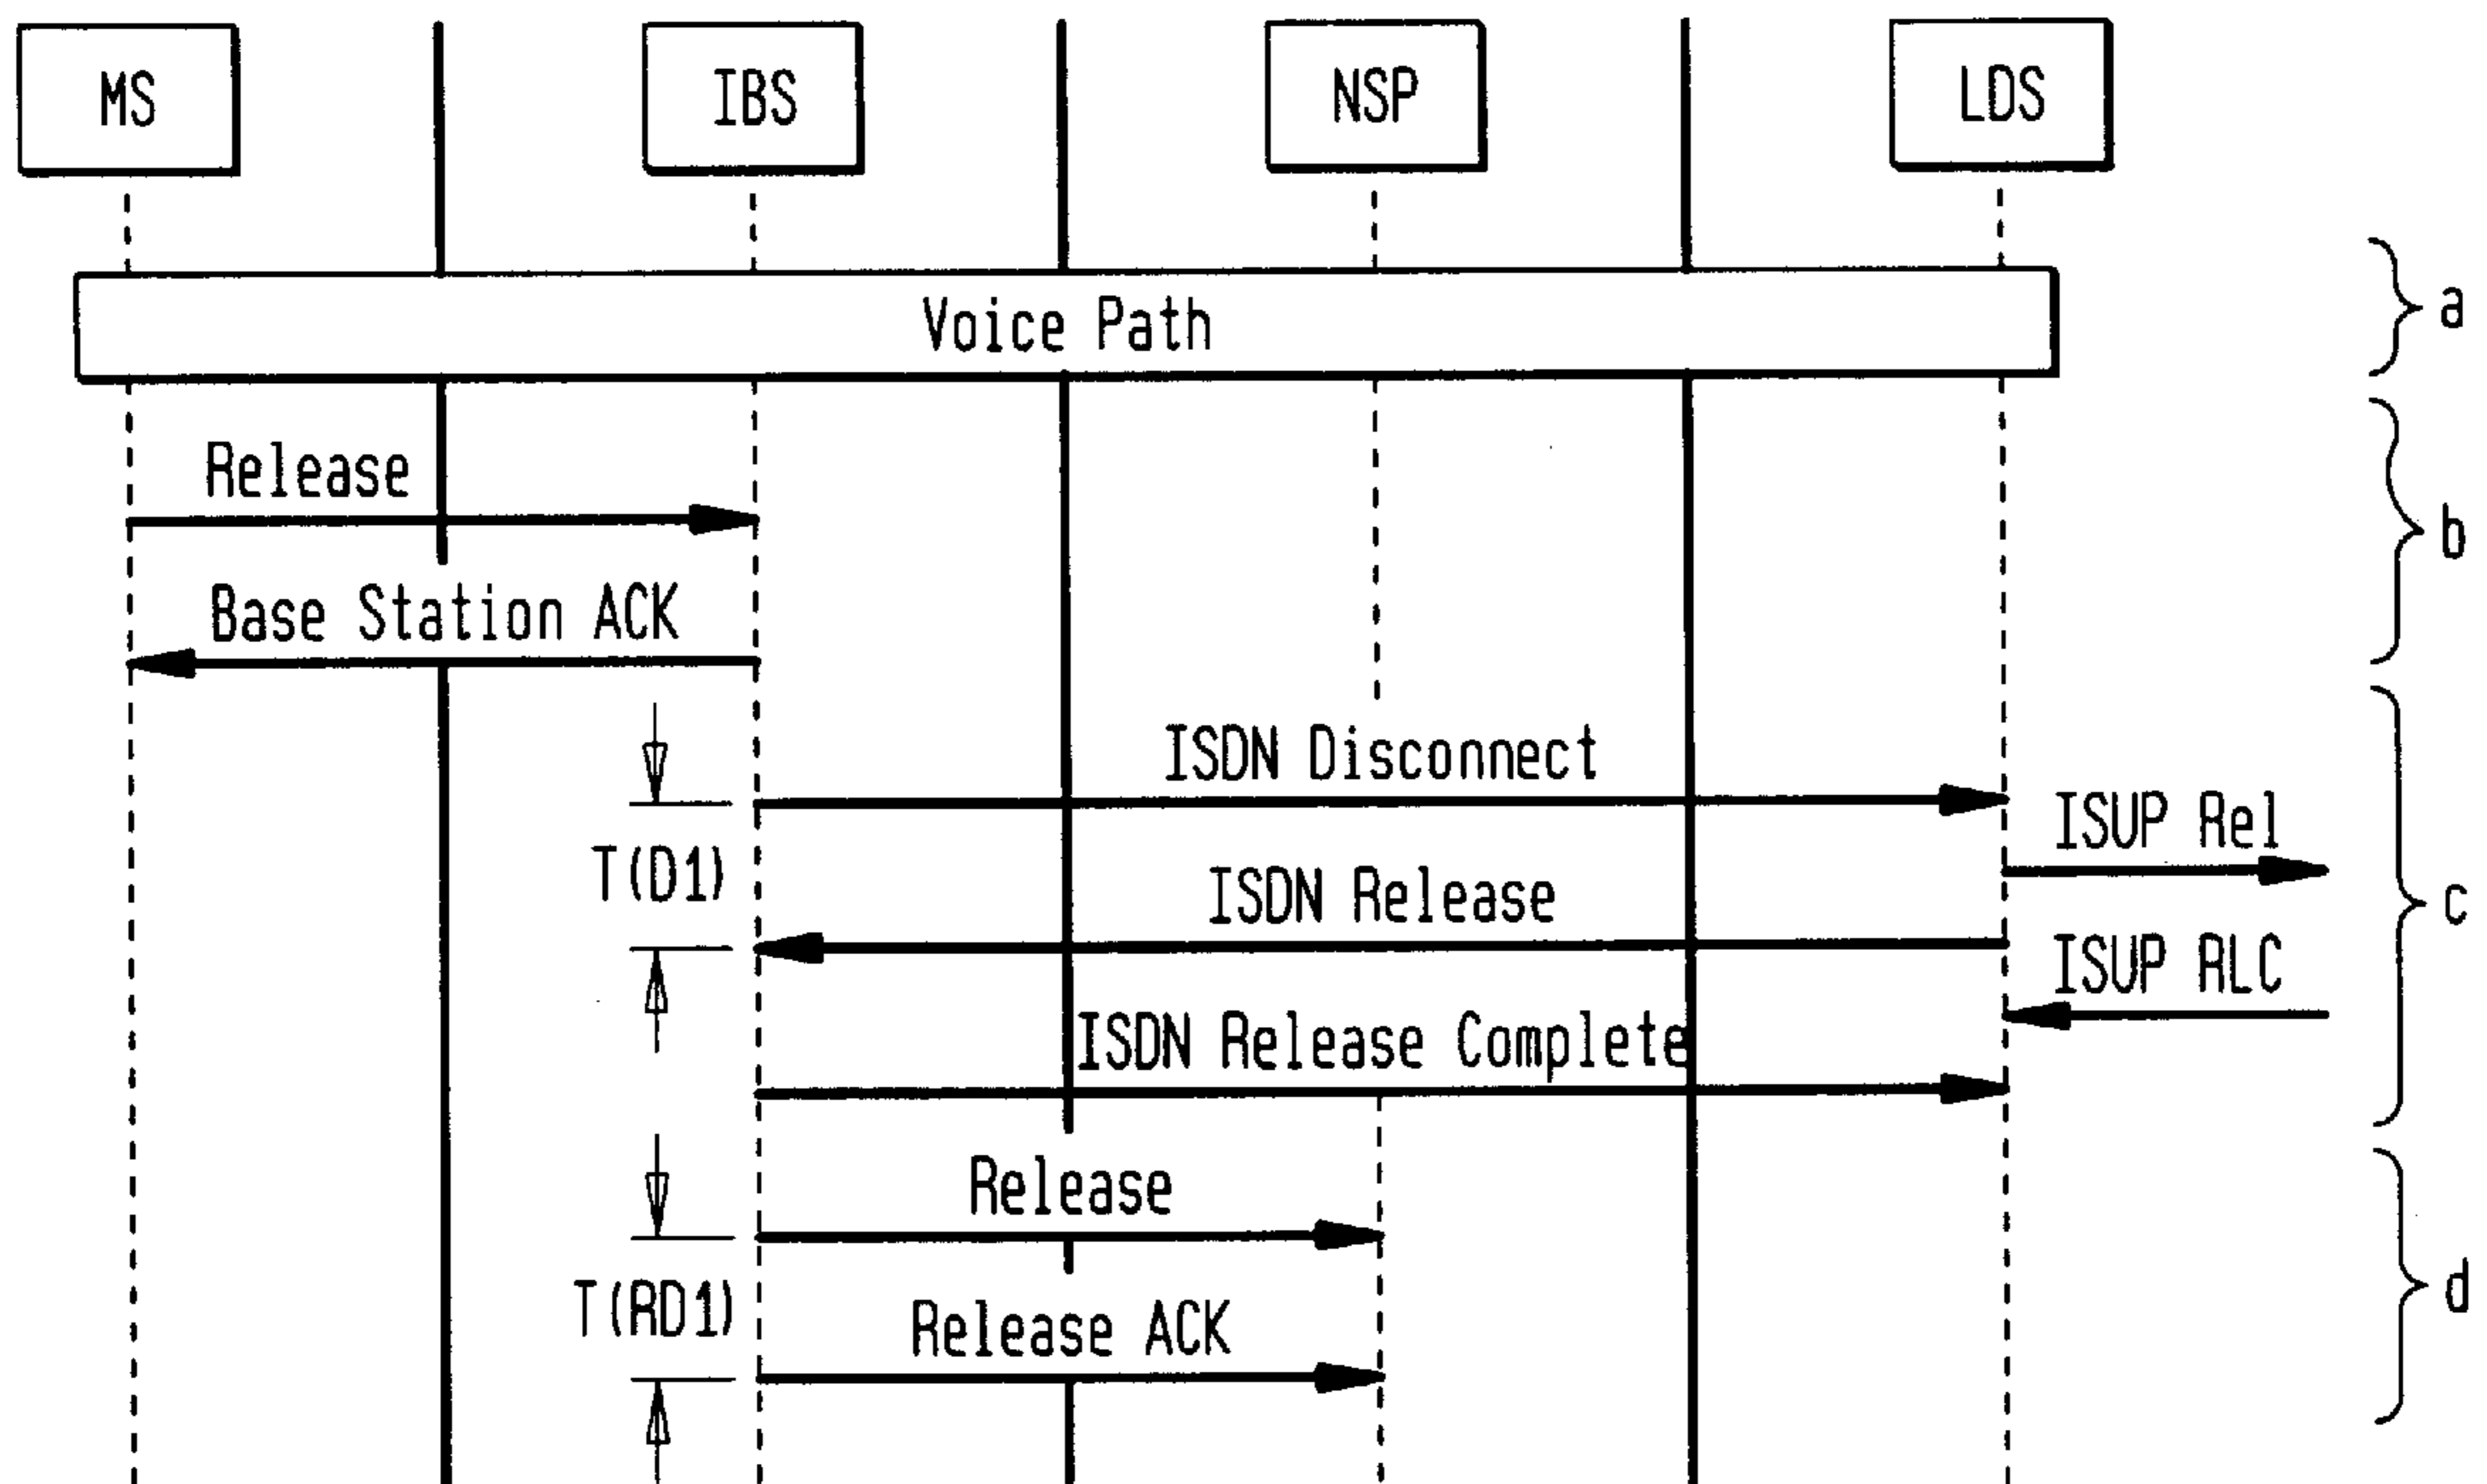 MS
IBS
NSP
LDS
Voice Path
a
Release
b
Base Station ACK
ISDN Disconnect
ISUP Rel
T(D1)
ISDN Release
c
ISUP RLC
ISDN Release Complete
Release
d
T(RD1)
Release ACK